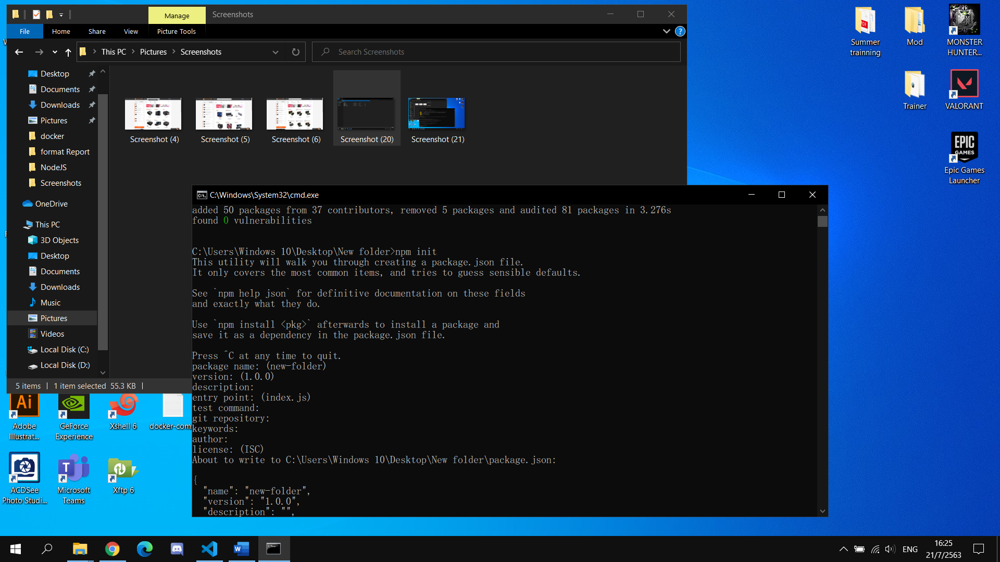 Manage
Screenshots
File
Home
Share
View
Picture Tools
This PC
Pictures
Screenshots
Search Screenshots
Desktop
Documents
Downloads
Pictures
docker
format Report
NodeJS
Screenshots
OneDrive
This PC
3D Objects
Desktop
Documents
Downloads
Music
Pictures
Videos
Local Disk (C:)
Local Disk (D:)
Screenshot (4)
Screenshot (5)
Screenshot (6)
Screenshot (20)
Screenshot (21)
5 items
1 item selected 55.3 KB
C:\Windows\System32\cmd.exe
added 50 packages from 37 contributors, removed 5 packages and audited 81 packages in 3.276s
found 0 vulnerabilities
C:\Users\Windows 10\Desktop\New folder>npm init
This utility will walk you through creating a package.json file.
It only covers the most common items, and tries to guess sensible defaults.
See `npm help json` for definitive documentation on these fields
and exactly what they do.
Use `npm install <pkg>` afterwards to install a package and
save it as a dependency in the package.json file.
Press ^C at any time to quit.
package name: (new-folder)
version: (1.0.0)
description:
entry point: (index.js)
test command:
git repository:
keywords:
author:
license: (ISC)
About to write to C:\Users\Windows 10\Desktop\New folder\package.json:
{
"name": "new-folder",
"version": "1.0.0",
"description": "",
Summer
trainning
Mod
MONSTER
HUNTER...
Trainer
VALORANT
EPIC
GAMES
Epic Games
Launcher
Ai
Adobe
Illustrat...
GeForce
Experience
Xshell 6
docker-com
ACDSee
Photo Studi...
Microsoft
Teams
Xftp 6
ENG
16:25
21/7/2563